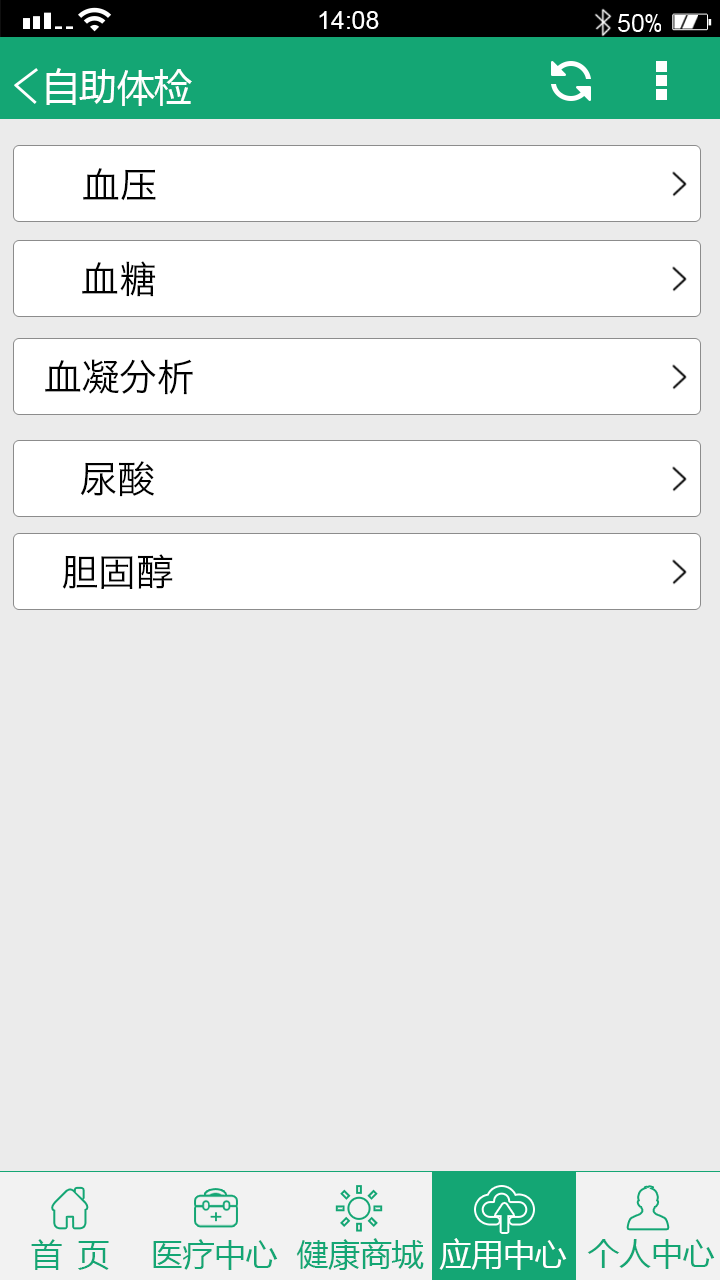 14:08
50%
自助体检
血压
血糖
血凝分析
尿酸
胆固醇
首 页
医疗中心
健康商城
应用中心
个人中心